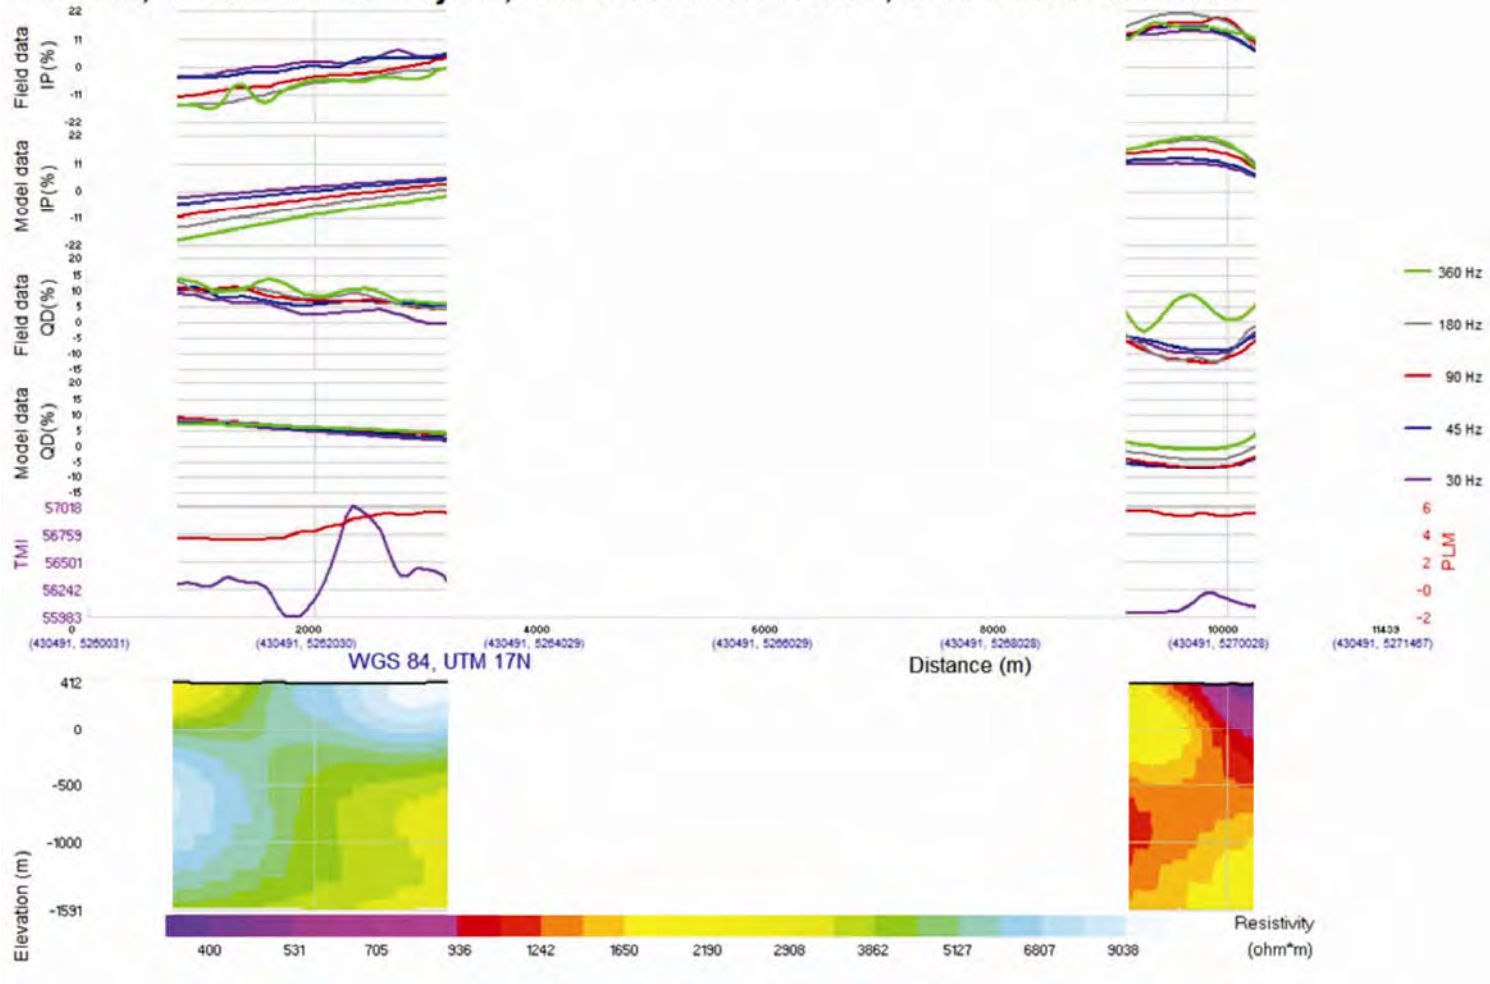 22
11
0
-11
-22
Field data
IP(%)
22
11
0
-11
-22
Model data
IP(%)
20
15
10
5
0
-5
-10
-15
Field data
QD(%)
20
15
10
5
0
-5
-10
-15
Model data
QD(%)
360 Hz
180 Hz
90 Hz
45 Hz
30 Hz
57018
56759
56501
56242
55983
TMI
6
4
2
-0
-2
PLM
0 2000 4000 6000 8000 10000 11439
(430491, 5260031) (430491, 5262030) (430491, 5264029) (430491, 5266029) (430491, 5268028) (430491, 5270028) (430491, 5271467)
WGS 84, UTM 17N Distance (m)
412
0
-500
-1000
-1591
Elevation (m)
Resistivity
400 531 705 936 1242 1650 2190 2908 3862 5127 6807 9038 (ohm*m)